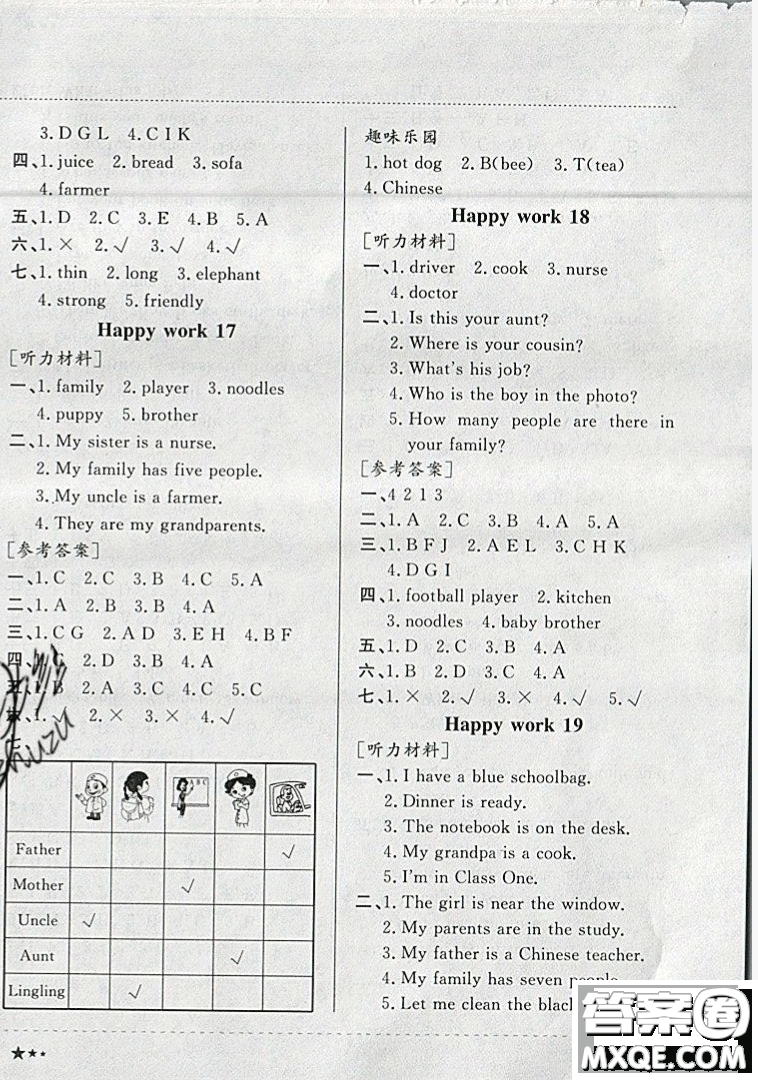 3. D G L  4. C I K
四、1. juice  2. bread  3. sofa
4. farmer
五、1. D  2. C  3. E  4. B  5. A
六、1. ×  2. √  3. √  4. √
七、1. thin  2. long  3. elephant
4. strong  5. friendly
Happy work 17
[听力材料]
一、1. family  2. player  3. noodles
4. puppy  5. brother
二、1. My sister is a nurse.
2. My family has five people.
3. My uncle is a farmer.
4. They are my grandparents.
[参考答案]
一、1. C  2. C  3. B  4. C  5. A
二、1. A  2. B  3. B  4. A
三、1. C G  2. A D  3. E H  4. B F
四、1. C  2. D  3. B  4. A
五、1. B  2. A  3. C  4. C  5. C
1. √  2. ×  3. ×  4. √
Father √
Mother √
Uncle √
Aunt √
Lingling √
趣味乐园
1. hot dog  2. B(bee)  3. T(tea)
4. Chinese
Happy work 18
[听力材料]
一、1. driver  2. cook  3. nurse
4. doctor
二、1. Is this your aunt?
2. Where is your cousin?
3. What's his job?
4. Who is the boy in the photo?
5. How many people are there in
your family?
[参考答案]
一、4 2 1 3
二、1. A  2. C  3. B  4. A  5. A
三、1. B F J  2. A E L  3. C H K
4. D G I
四、1. football player  2. kitchen
3. noodles  4. baby brother
五、1. D  2. C  3. B  4. A
六、1. B  2. D  3. C  4. A
七、1. ×  2. √  3. ×  4. √  5. √
Happy work 19
[听力材料]
一、1. I have a blue schoolbag.
2. Dinner is ready.
3. The notebook is on the desk.
4. My grandpa is a cook.
5. I'm in Class One.
二、1. The girl is near the window.
2. My parents are in the study.
3. My father is a Chinese teacher.
4. My family has seven people.
5. Let me clean the
答案圈
MXQE.COM